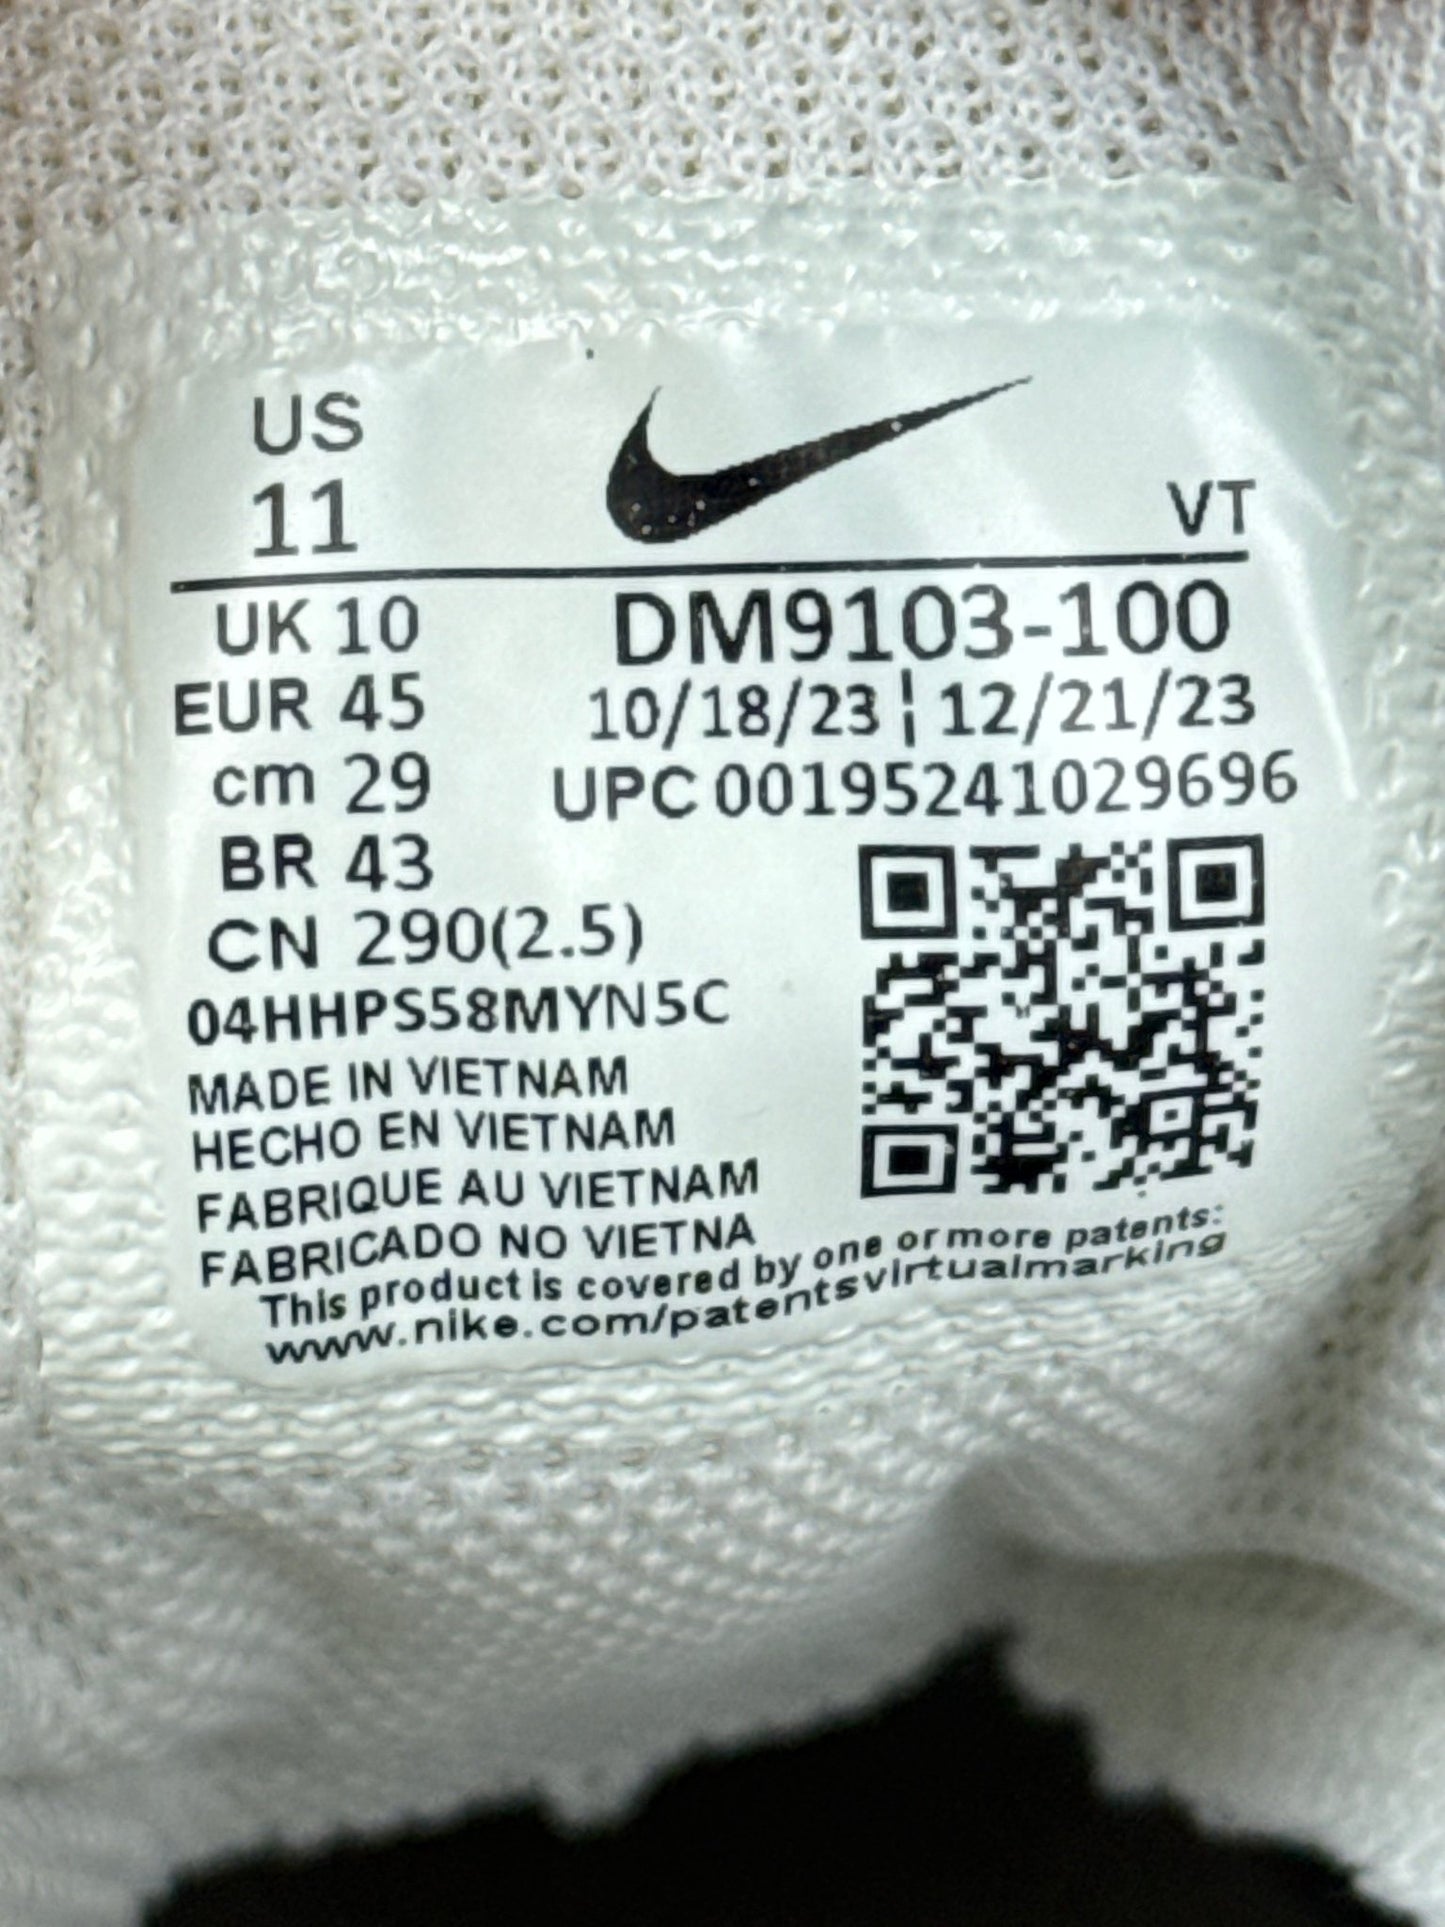 US
11
VT
UK 10
DM9103-100
EUR 45
10/18/23 ¦ 12/21/23
cm 29
UPC 00195241029696
BR 43
CN 290(2.5)
04HHPS58MYN5C
MADE IN VIETNAM
HECHO EN VIETNAM
FABRIQUE AU VIETNAM
FABRICADO NO VIETNA
This product is covered by one or more patents:
www.nike.com/patentsvirtualmarking